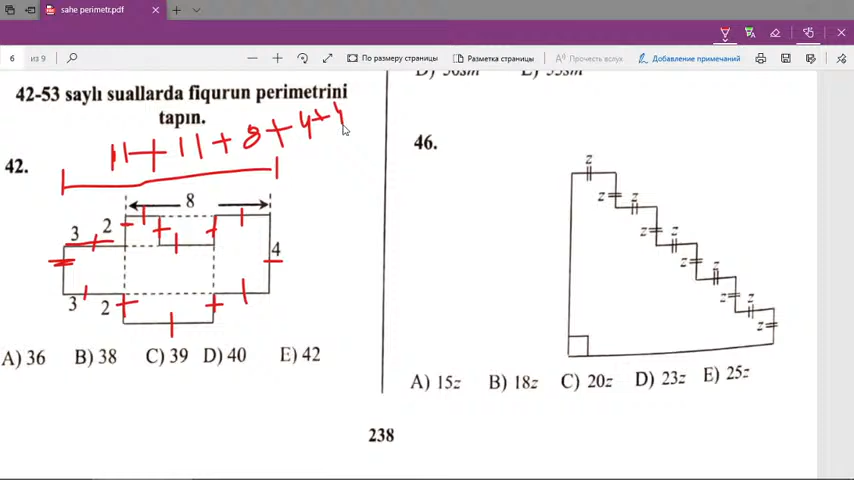 sahe perimetr.pdf
6 из 9
По размеру страницы
Разметка страницы
Прочесть вслух
Добавление примечаний
42-53 saylı suallarda fiqurun perimetrini
tapın.
11 + 11 + 8 + 4 + 4
42.
8
3 2
4
3 2
A) 36 B) 38 C) 39 D) 40 E) 42
46.
z
z z
z z
z z
z z
z
A) 15z B) 18z C) 20z D) 23z E) 25z
238